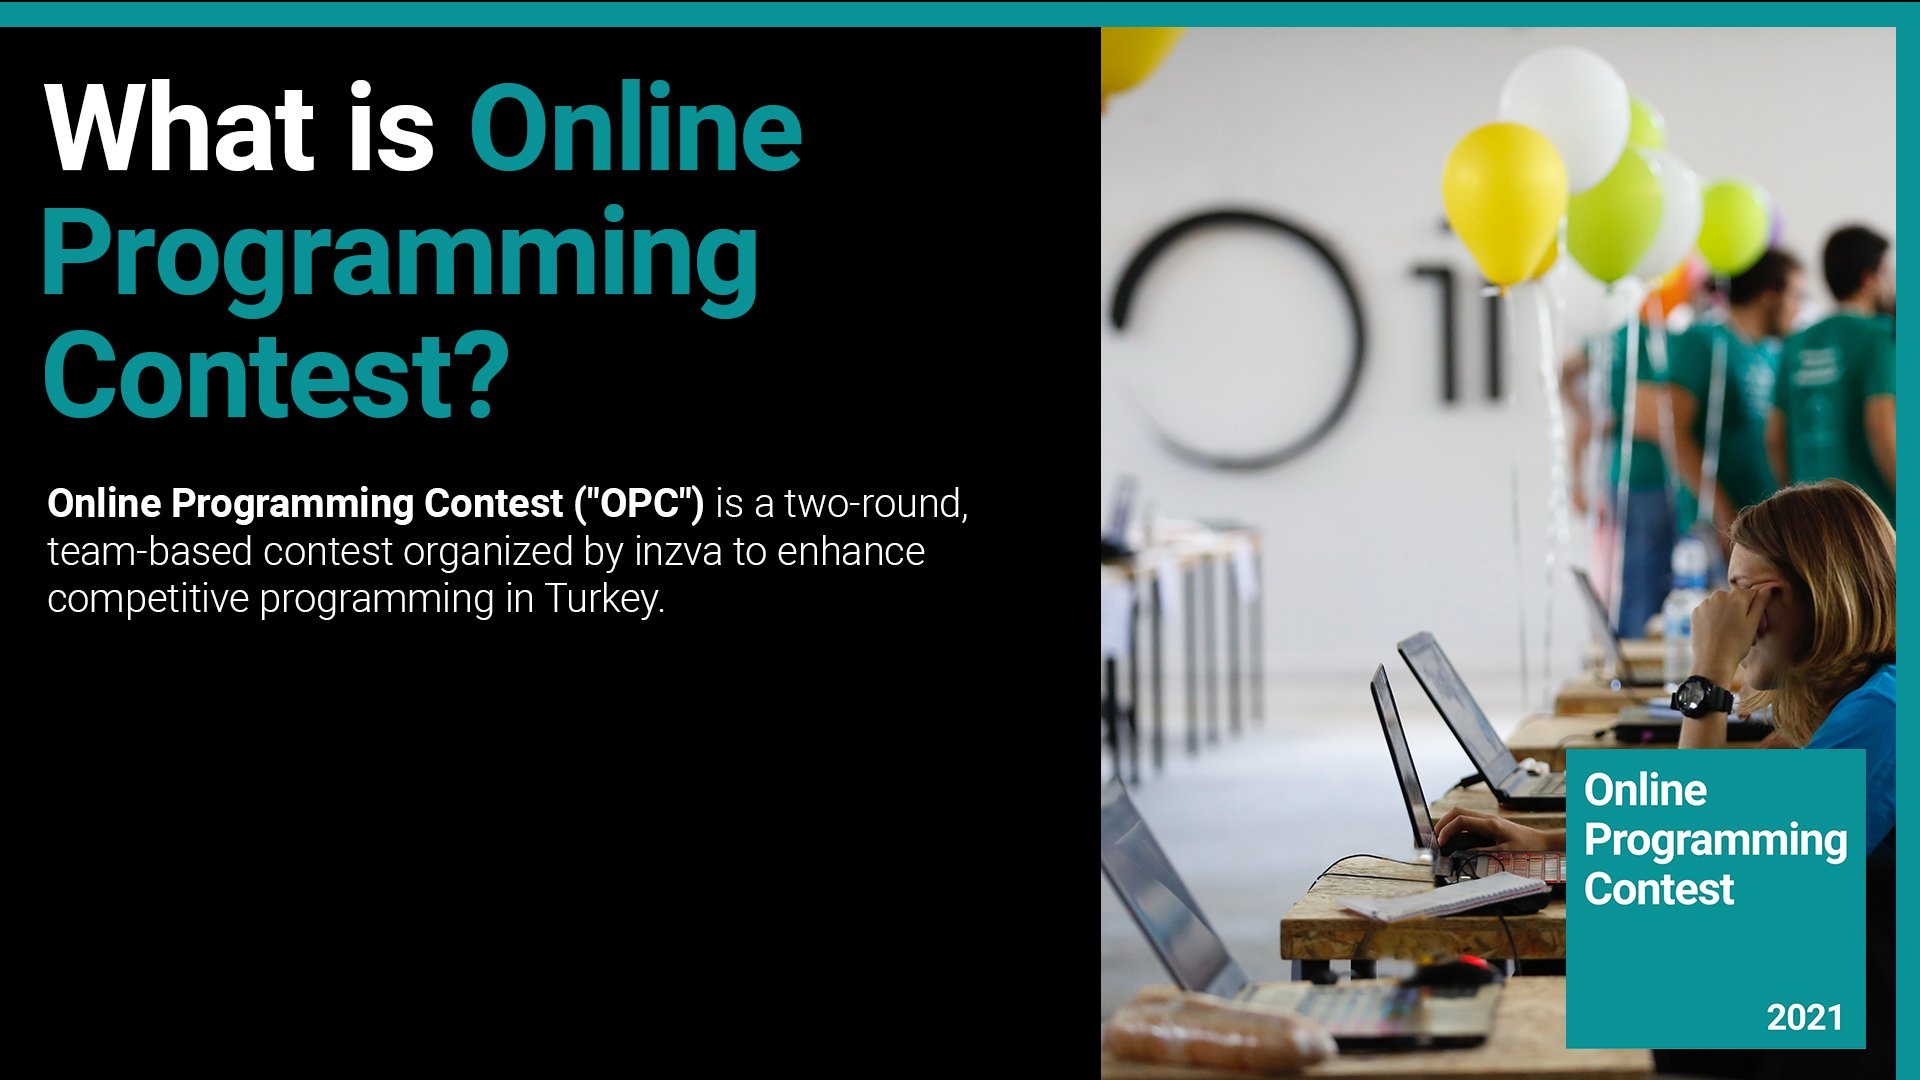 What is Online
Programming
Contest?
Online Programming Contest ("OPC") is a two-round,
team-based contest organized by inzva to enhance
competitive programming in Turkey.
Online
Programming
Contest
2021